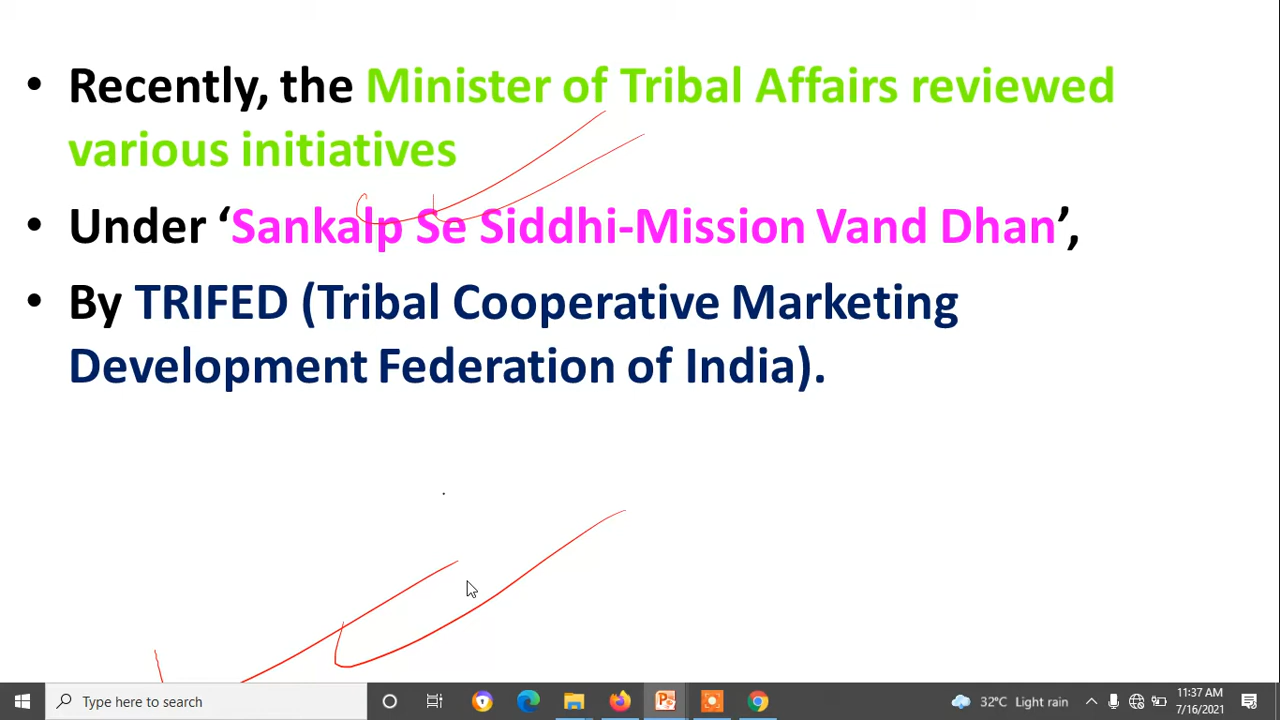 • Recently, the Minister of Tribal Affairs reviewed
various initiatives
• Under ‘Sankalp Se Siddhi-Mission Vand Dhan’,
• By TRIFED (Tribal Cooperative Marketing
Development Federation of India).
Type here to search
32°C Light rain
11:37 AM
7/16/2021